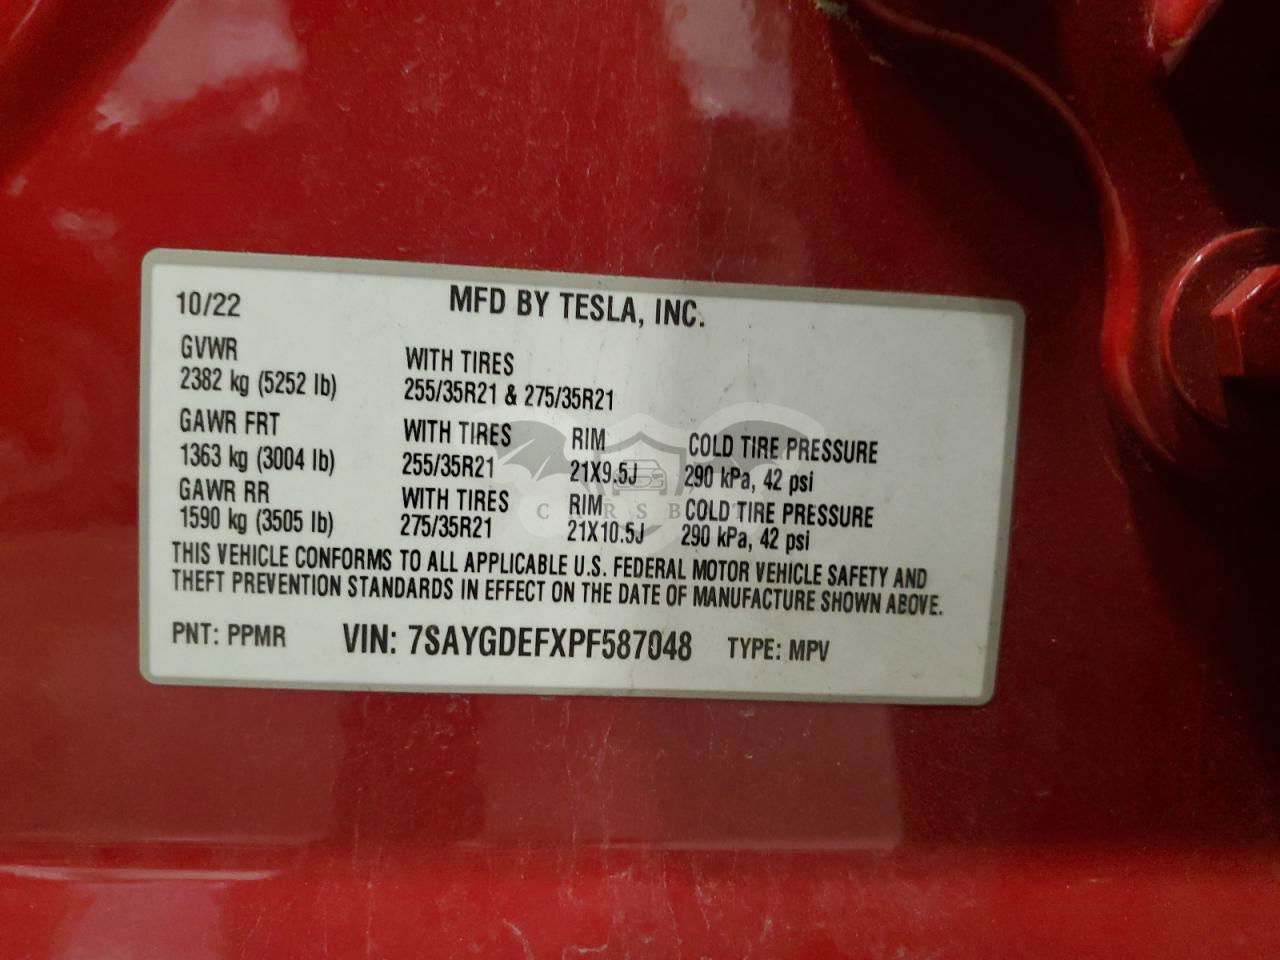 10/22 MFD BY TESLA, INC.
GVWR WITH TIRES
2382 kg (5252 lb) 255/35R21 & 275/35R21
GAWR FRT WITH TIRES RIM COLD TIRE PRESSURE
1363 kg (3004 lb) 255/35R21 21X9.5J 290 kPa, 42 psi
GAWR RR WITH TIRES RIM COLD TIRE PRESSURE
1590 kg (3505 lb) 275/35R21 21X10.5J 290 kPa, 42 psi
THIS VEHICLE CONFORMS TO ALL APPLICABLE U.S. FEDERAL MOTOR VEHICLE SAFETY AND
THEFT PREVENTION STANDARDS IN EFFECT ON THE DATE OF MANUFACTURE SHOWN ABOVE.
PNT: PPMR VIN: 7SAYGDEFXPF587048 TYPE: MPV